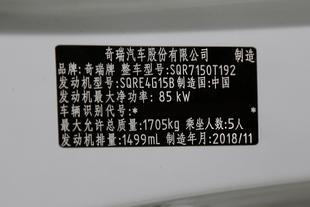 奇瑞汽车股份有限公司 制造
品牌:奇瑞牌 整车型号:SQR7150T192
发动机型号:SQRE4G15B 国:中国
发动机最大净功率: 85 kW
车辆识别代号:* *
最大允许总质量:1705kg 乘坐人数:5人
发动机排量:1499mL 制造年月:2018/11